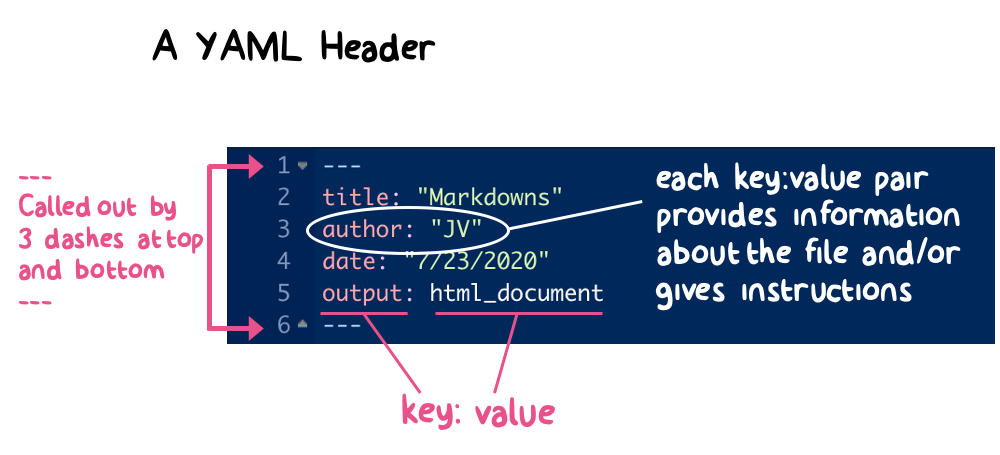 A YAML Header
---
Called out by
3 dashes at top
and bottom
---
1 ---
2 title: "Markdowns"
3 author: "JV"
4 date: "7/23/2020"
5 output: html_document
6 ---
each key:value pair
provides information
about the file and/or
gives instructions
key: value